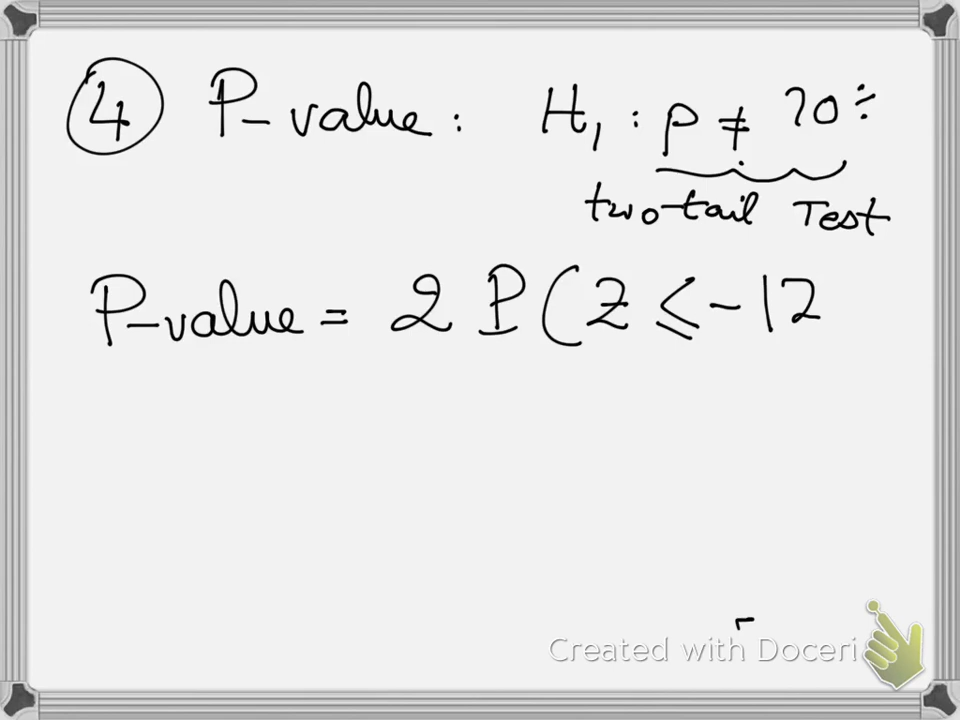 ④ P-value: H₁: p ≠ 70%
two-tail Test
P-value = 2 P(Z ≤ -12
Created with Doceri